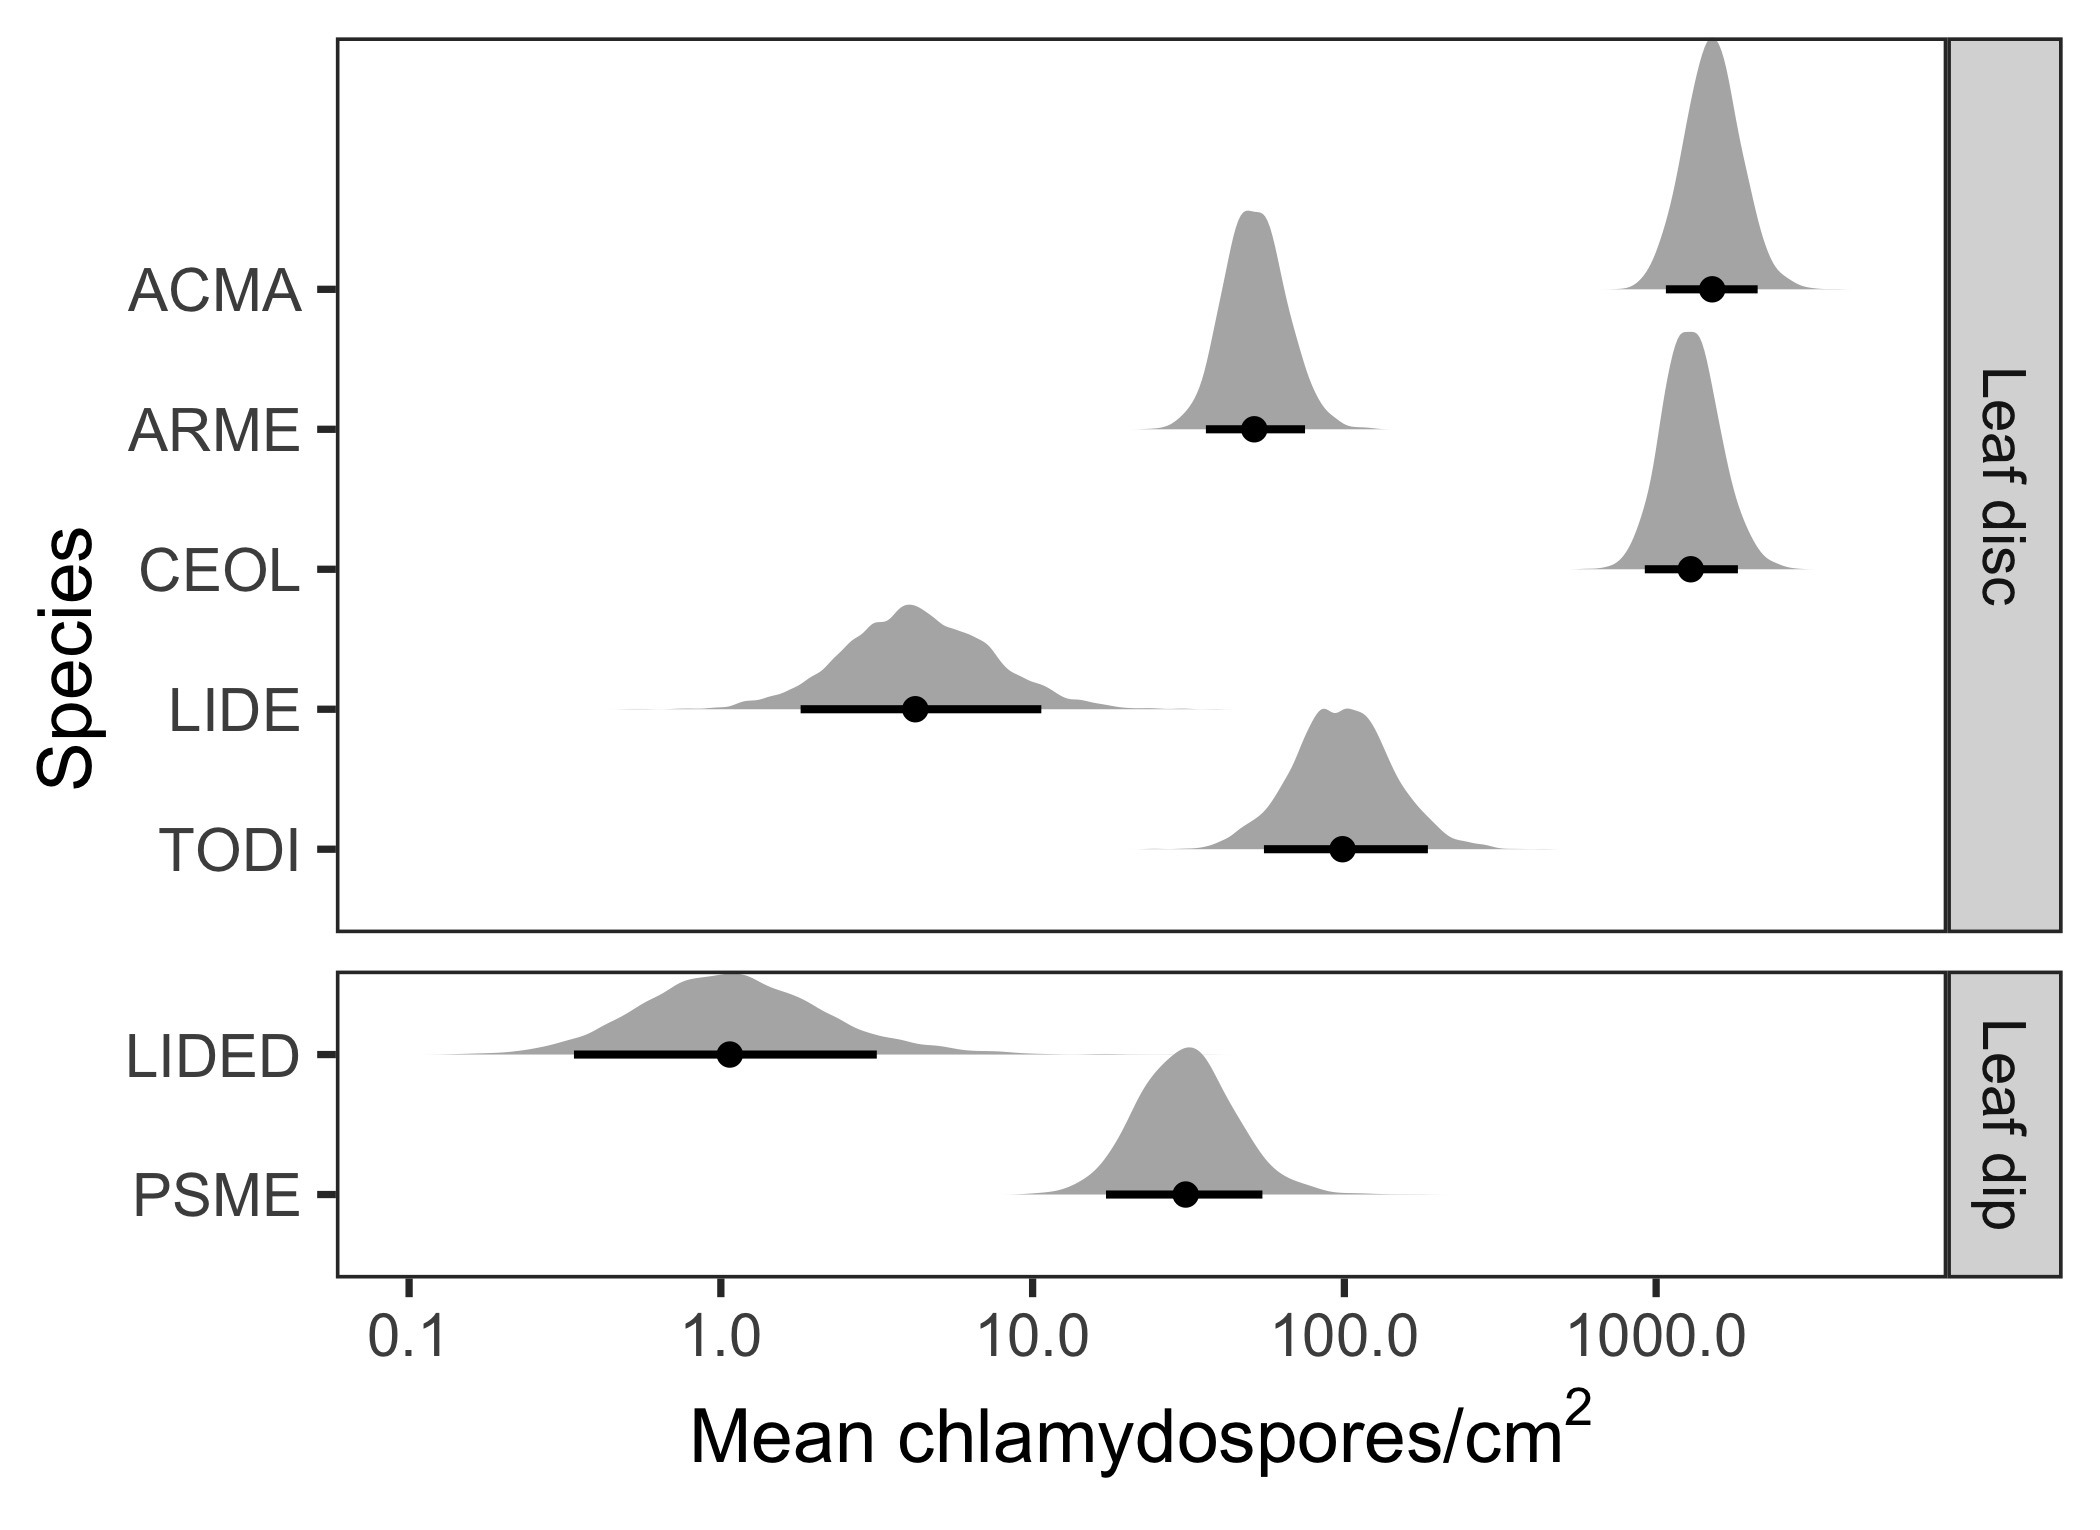 Species
ACMA
ARME
CEOL
LIDE
TODI
Leaf disc
LIDED
PSME
Leaf dip
0.1 1.0 10.0 100.0 1000.0
Mean chlamydospores/cm²